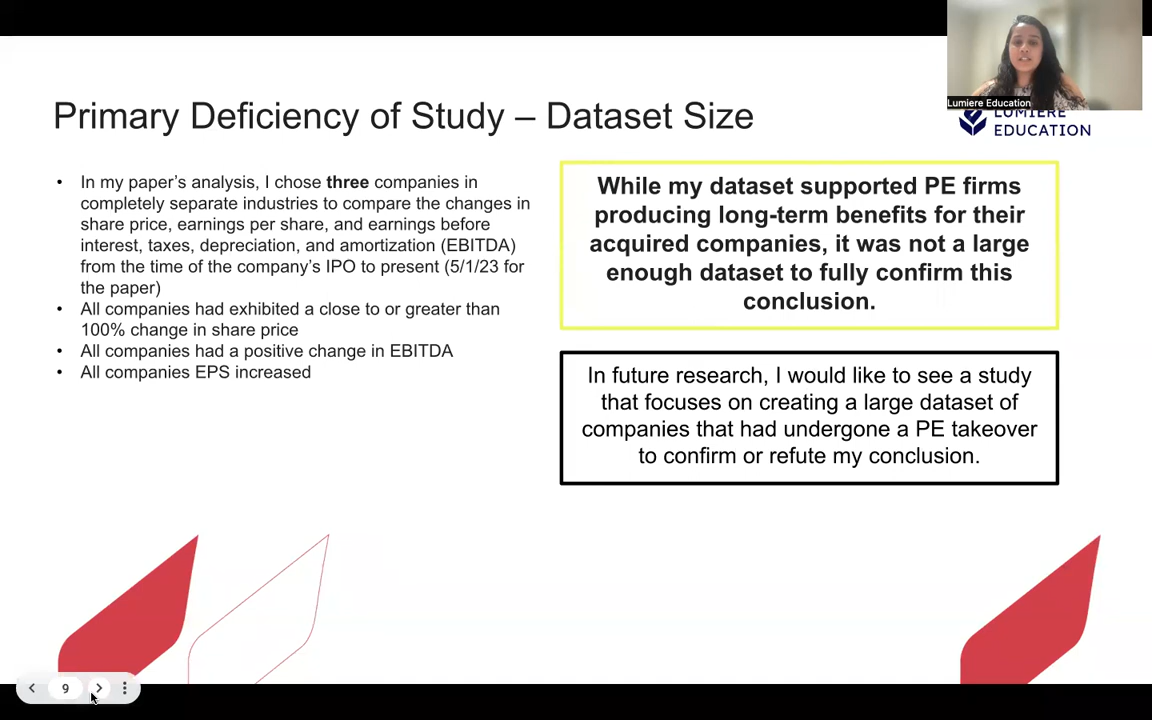 Primary Deficiency of Study – Dataset Size
Lumiere Education
LUMIERE
EDUCATION
• In my paper's analysis, I chose three companies in
completely separate industries to compare the changes in
share price, earnings per share, and earnings before
interest, taxes, depreciation, and amortization (EBITDA)
from the time of the company's IPO to present (5/1/23 for
the paper)
• All companies had exhibited a close to or greater than
100% change in share price
• All companies had a positive change in EBITDA
• All companies EPS increased
While my dataset supported PE firms
producing long-term benefits for their
acquired companies, it was not a large
enough dataset to fully confirm this
conclusion.
In future research, I would like to see a study
that focuses on creating a large dataset of
companies that had undergone a PE takeover
to confirm or refute my conclusion.
9